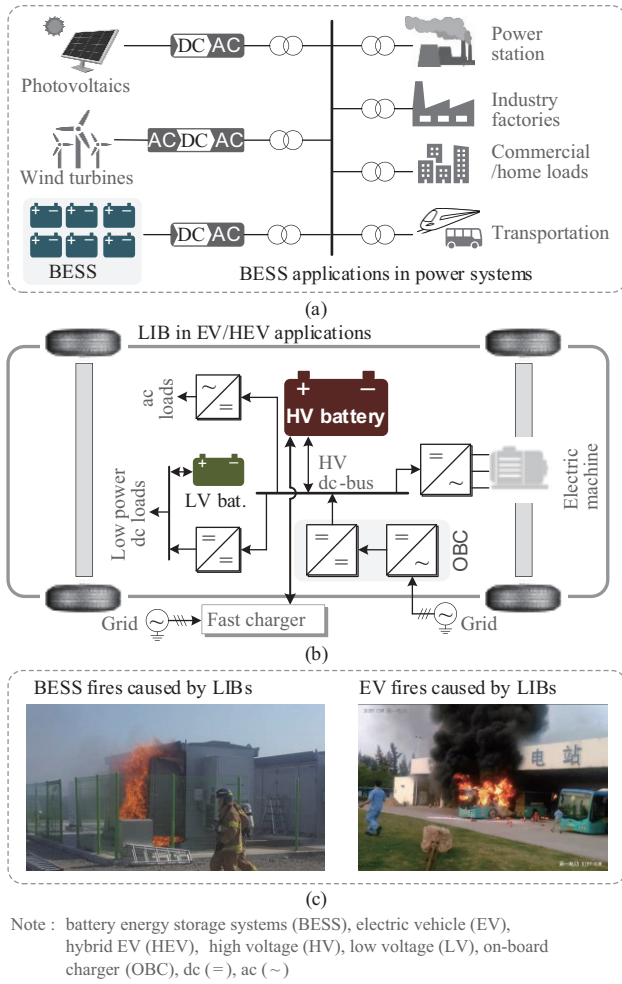 DC AC
Photovoltaics
Power
station
AC DC AC
Wind turbines
Industry
factories
Commercial
/home loads
DC AC
BESS
Transportation
BESS applications in power systems
(a)
LIB in EV/HEV applications
ac
loads
~
=
+ −
HV battery
HV
dc-bus
+ −
LV bat.
Low power
dc loads
=
=
=
~
Electric
machine
=
=
=
~
OBC
Grid
~
Fast charger
~
Grid
(b)
BESS fires caused by LIBs
EV fires caused by LIBs
电 站
(c)
Note : battery energy storage systems (BESS), electric vehicle (EV),
hybrid EV (HEV), high voltage (HV), low voltage (LV), on-board
charger (OBC), dc (=), ac (~)